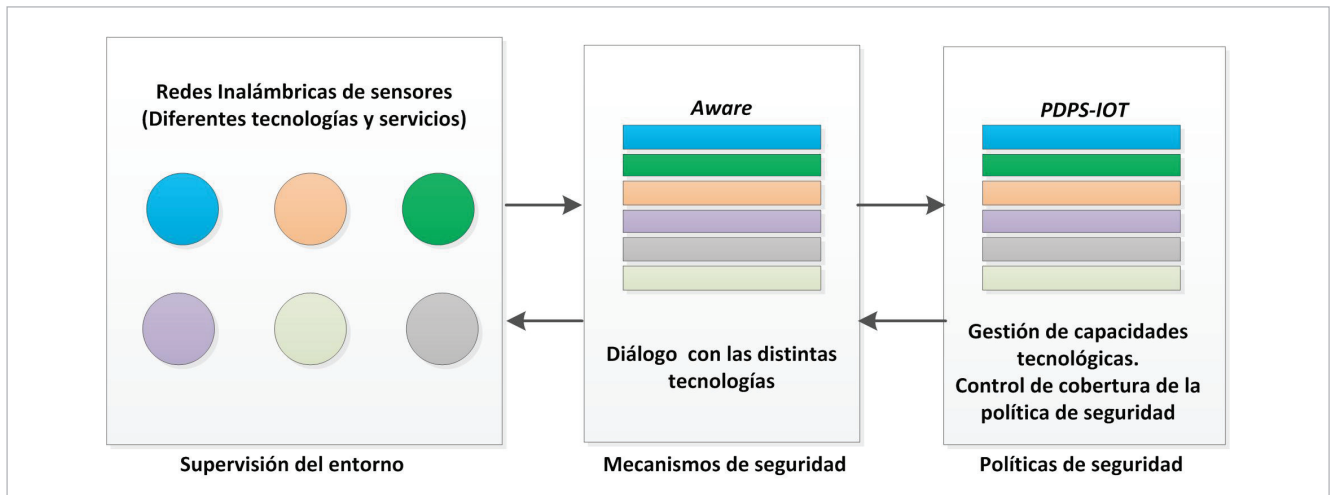 Redes Inalámbricas de sensores
(Diferentes tecnologías y servicios)
Supervisión del entorno
Aware
Diálogo con las distintas
tecnologías
Mecanismos de seguridad
PDPS-IOT
Gestión de capacidades
tecnológicas.
Control de cobertura de la
política de seguridad
Políticas de seguridad